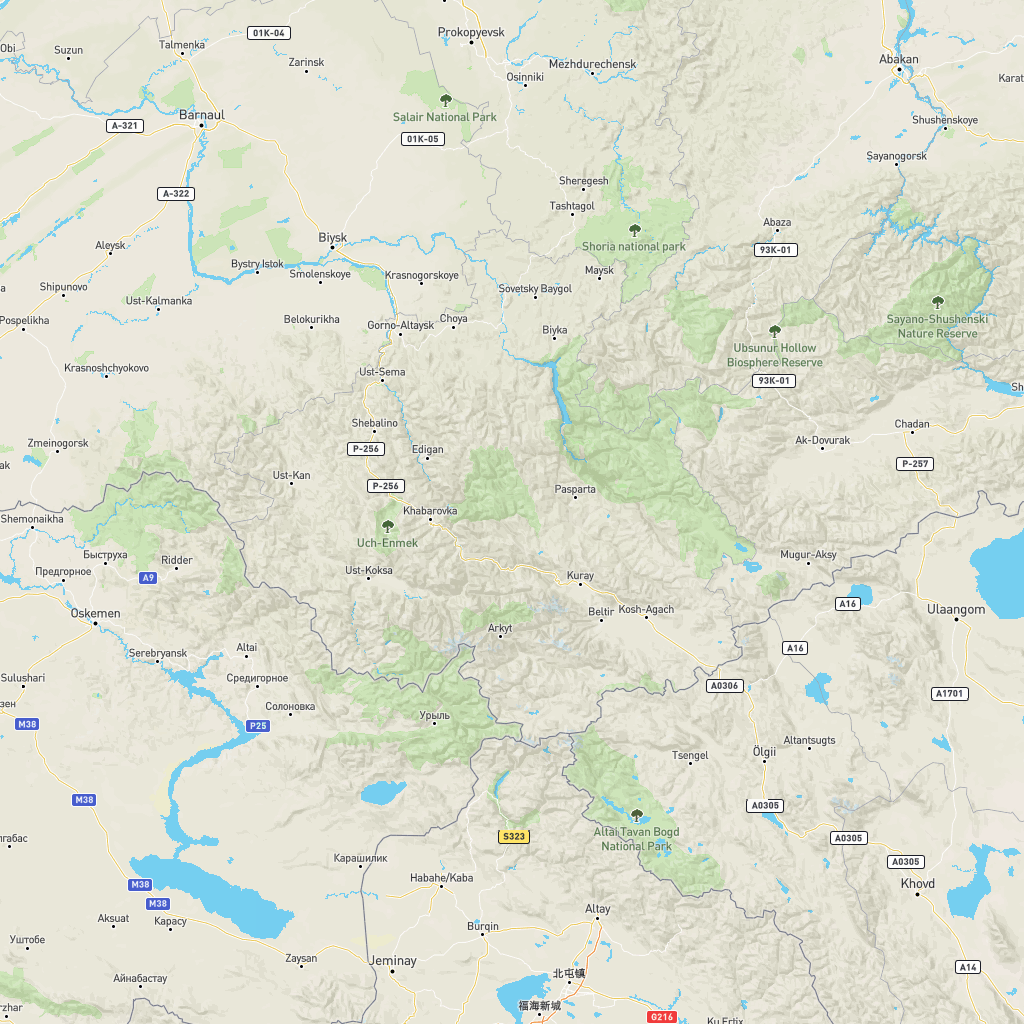 Prokopyevsk
01K-04
Talmenka
Obi
Suzun
Zarinsk
Osinniki
Mezhdurechensk
Abakan
Karat
Salair National Park
Barnaul
A-321
01K-05
Shushenskoye
Sayanogorsk
A-322
Sheregesh
Tashtagol
Abaza
Shoria national park
93K-01
Biysk
Aleysk
Bystry Istok
Smolenskoye
Krasnogorskoye
Maysk
Shipunovo
Sovetsky Baygol
Ust-Kalmanka
Sayano-Shushenski
Nature Reserve
Pospelikha
Belokurikha
Gorno-Altaysk
Choya
Biyka
Ubsunur Hollow
Biosphere Reserve
Krasnoshchyokovo
Ust-Sema
93K-01
Sh
Shebalino
Chadan
Zmeinogorsk
Ak-Dovurak
P-256
Edigan
ak
P-257
Ust-Kan
P-256
Pasparta
Khabarovka
Shemonaikha
Uch-Enmek
Быструха
Ridder
Mugur-Aksy
Предгорное
A9
Ust-Koksa
Kuray
A16
Oskemen
Beltir
Kosh-Agach
Ulaangom
Arkyt
Altai
Serebryansk
A16
Sulushari
Средигорное
A0306
A1701
зен
Солоновка
Урыль
M38
P25
Altantsugts
Tsengel
Ölgii
M38
A0305
Altai Tavan Bogd
National Park
S323
A0305
лгабас
A0305
Карашилик
Habahe/Kaba
M38
Khovd
M38
Aksuat
Карасу
Altay
Burqin
Уштобе
Zaysan
Jeminay
A14
Айнабастау
北屯镇
rzhar
福海新城
G216
Ku Ertix